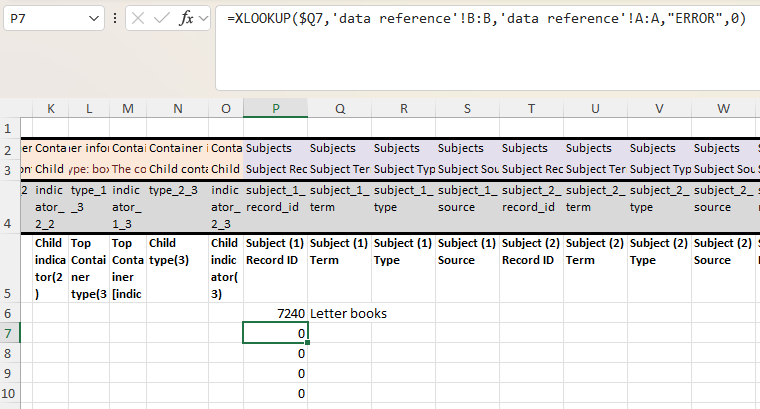 P7 fx =XLOOKUP($Q7,'data reference'!B:B,'data reference'!A:A,"ERROR",0)
K L M N O P Q R S T U V W
1
2 er Conta er infor Contai Container i Conta Subjects Subjects Subjects Subjects Subjects Subjects Subjects Subjects
3 Child ype: box The co Child conta Child Subject Rec Subject Ter Subject Typ Subject Sou Subject Rec Subject Ter Subject Typ Subject Sou
4 2 indic ator_ 2_2 type_1 _3 indic ator_ 1_3 type_2_3 indic ator_ 2_3 subject_1_ record_id subject_1_ term subject_1_ type subject_1_ source subject_2_ record_id subject_2_ term subject_2_ type subject_2_ source
5 Child indica tor(2 ) Top Contai ner type(3 Top Conta iner [indic Child type(3) Child indic ator( 3) Subject (1) Record ID Subject (1) Term Subject (1) Type Subject (1) Source Subject (2) Record ID Subject (2) Term Subject (2) Type Subject (2) Source
6 7240 Letter books
7 0
8 0
9 0
10 0